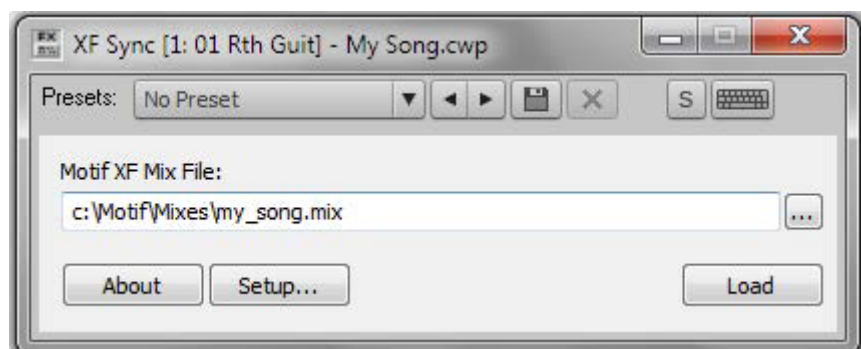 XF Sync [1: 01 Rth Guit] - My Song.cwp
Presets: No Preset S
Motif XF Mix File:
c:\Motif\Mixes\my_song.mix ...
About Setup... Load